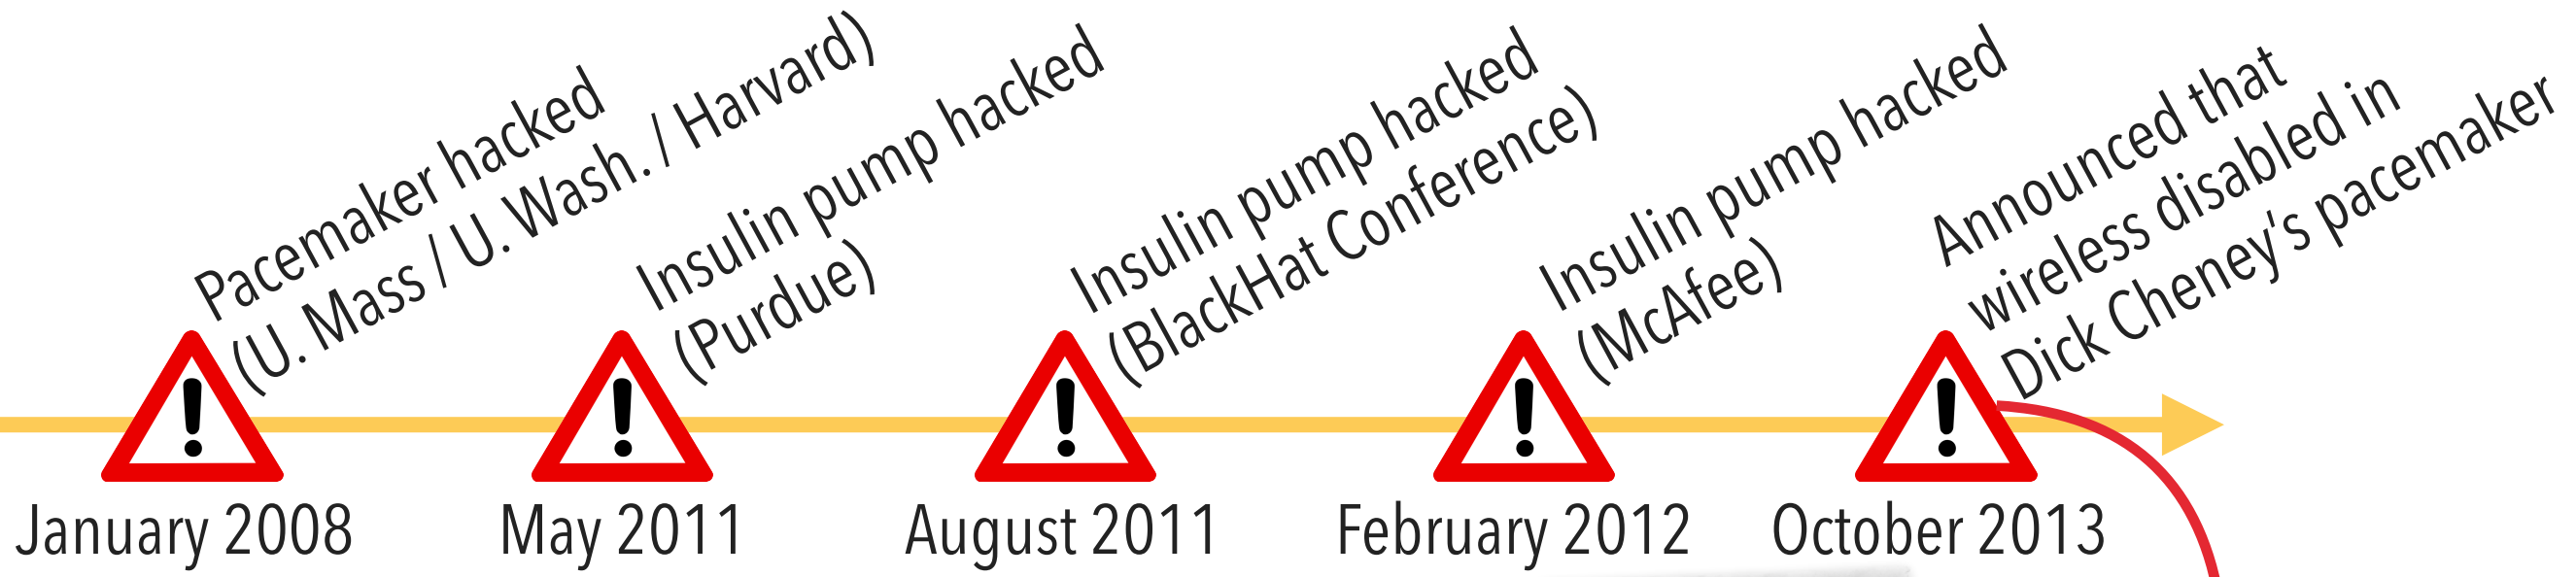 Pacemaker hacked
(U. Mass / U. Wash. / Harvard)
Insulin pump hacked
(Purdue)
Insulin pump hacked
(BlackHat Conference)
Insulin pump hacked
(McAfee)
Announced that
wireless disabled in
Dick Cheney's pacemaker
January 2008
May 2011
August 2011
February 2012
October 2013